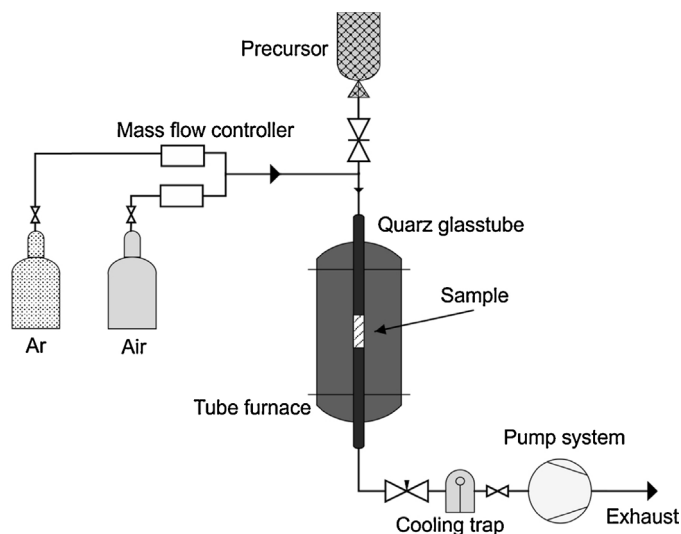 Precursor
Mass flow controller
Quarz glasstube
Sample
Ar
Air
Tube furnace
Pump system
Cooling trap
Exhaust